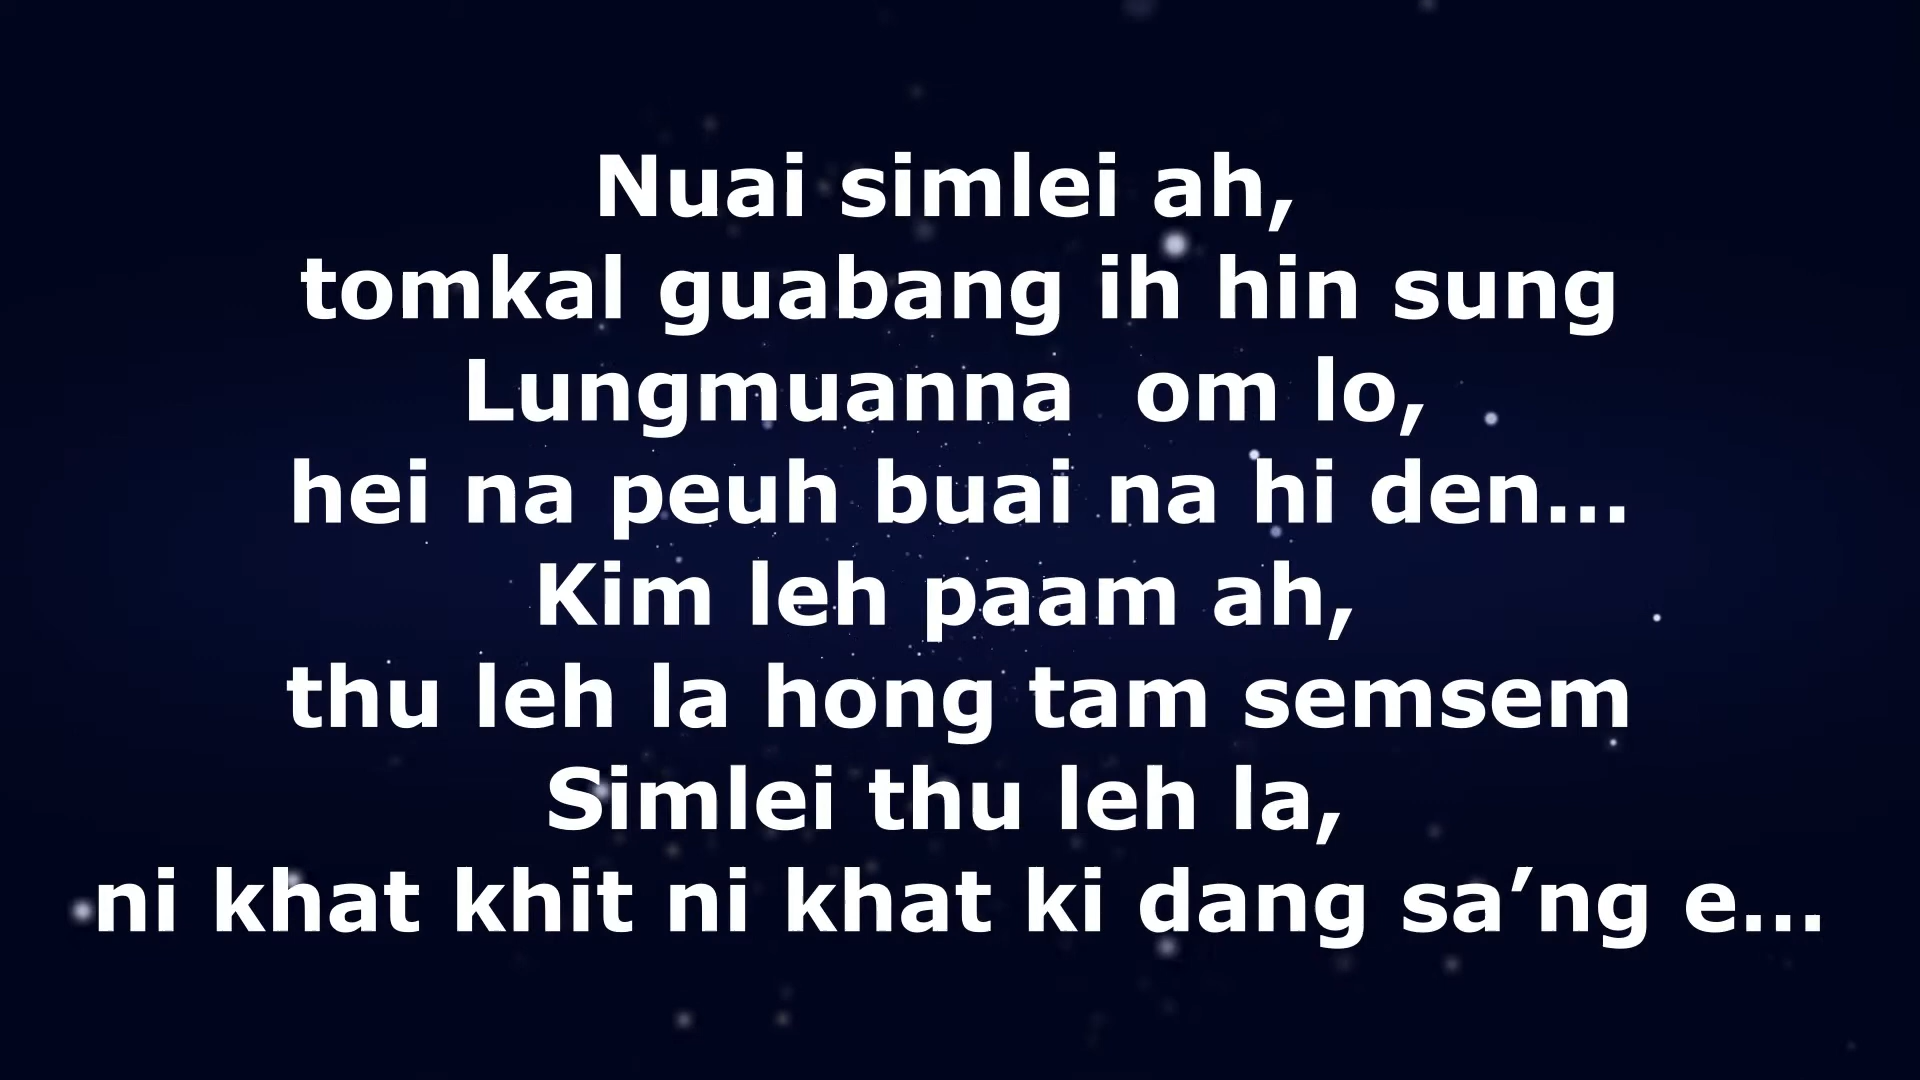 Nuai simlei ah,
tomkal guabang ih hin sung
Lungmuanna  om lo,
hei na peuh buai na hi den...
Kim leh paam ah,
thu leh la hong tam semsem
Simlei thu leh la,
ni khat khit ni khat ki dang sa’ng e...